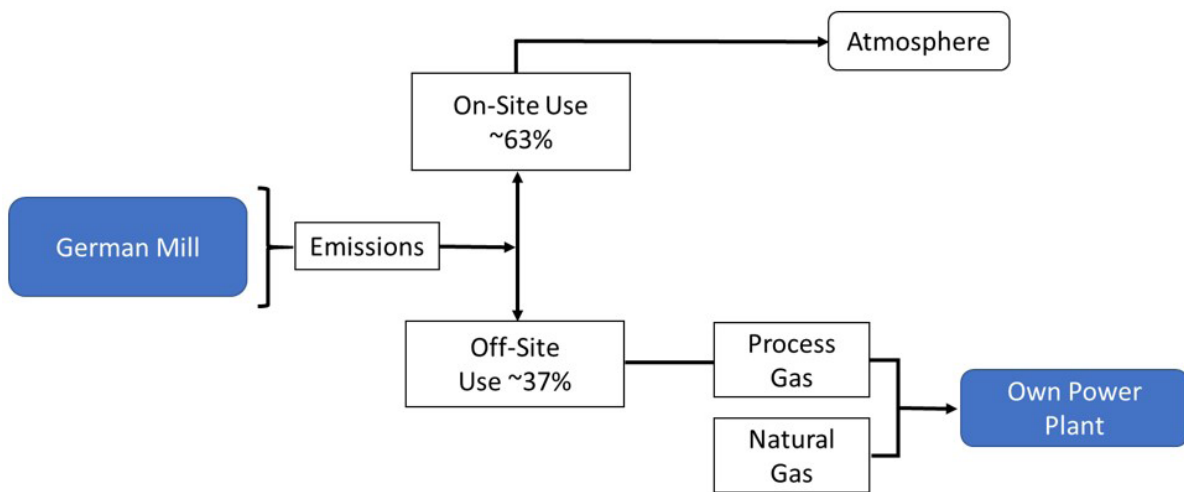 Atmosphere
On-Site Use
~63%
German Mill
Emissions
Off-Site
Use ~37%
Process
Gas
Natural
Gas
Own Power
Plant